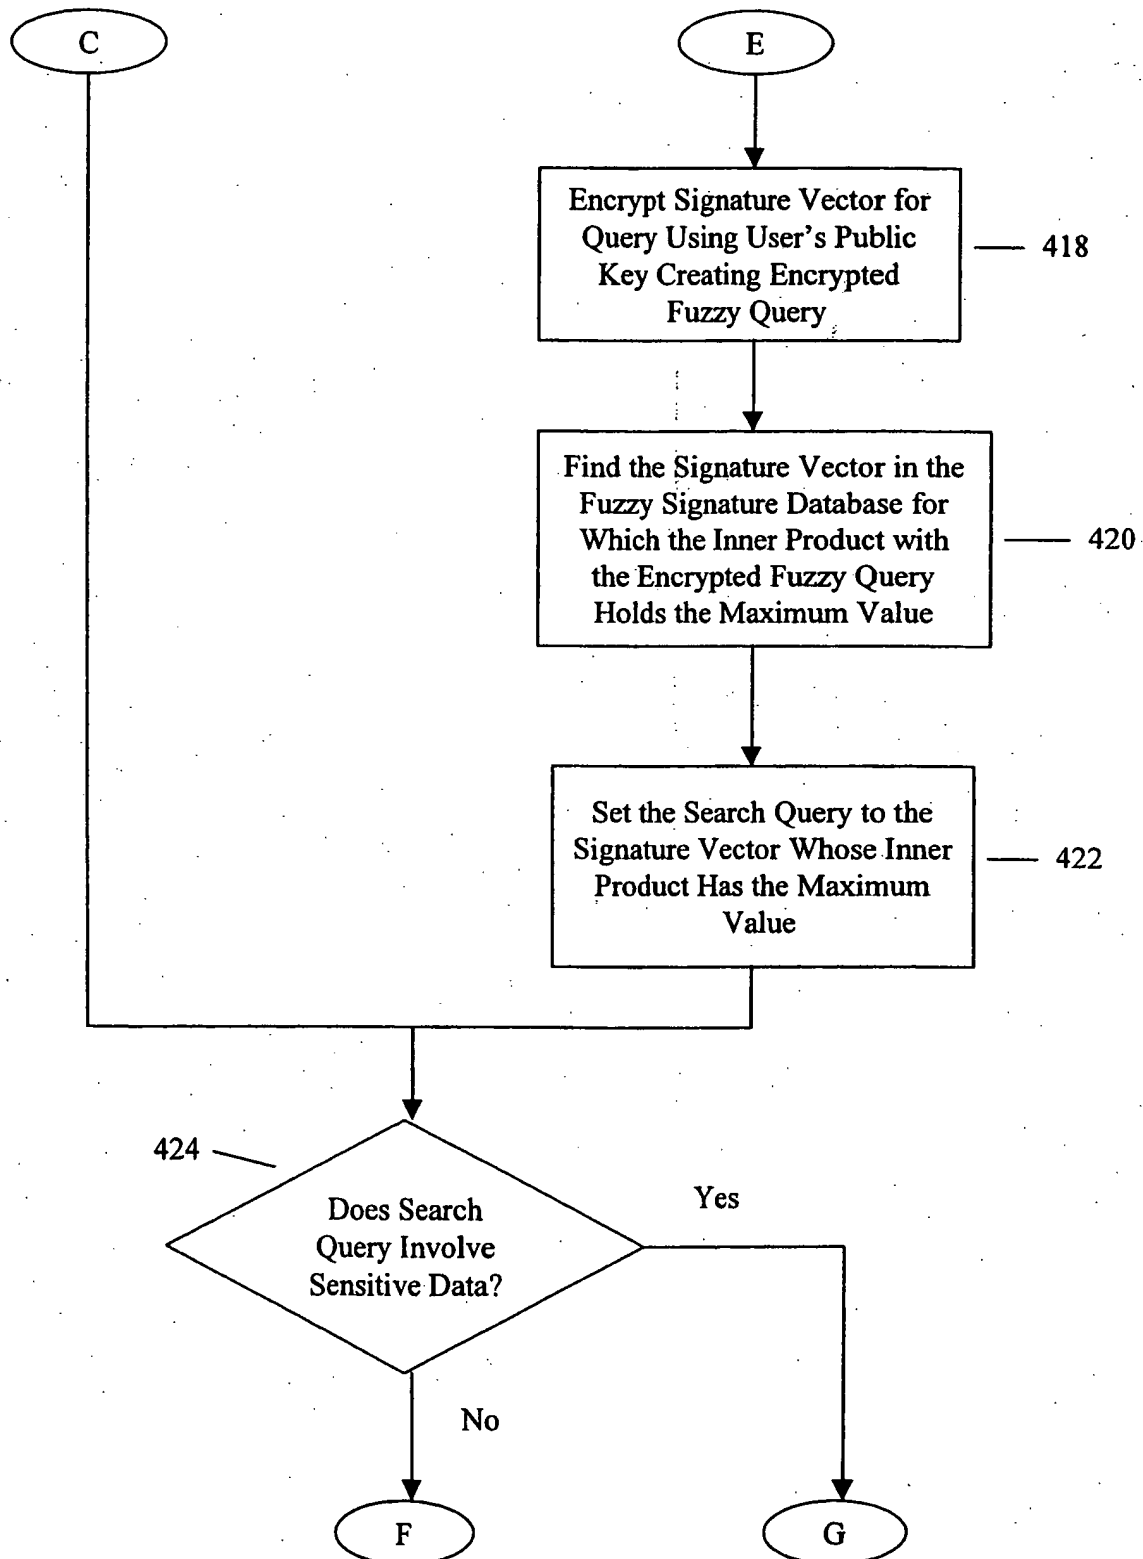 C
E
Encrypt Signature Vector for
Query Using User's Public
Key Creating Encrypted
Fuzzy Query
418
Find the Signature Vector in the
Fuzzy Signature Database for
Which the Inner Product with
the Encrypted Fuzzy Query
Holds the Maximum Value
420
Set the Search Query to the
Signature Vector Whose Inner
Product Has the Maximum
Value
422
424
Does Search
Query Involve
Sensitive Data?
Yes
No
F
G